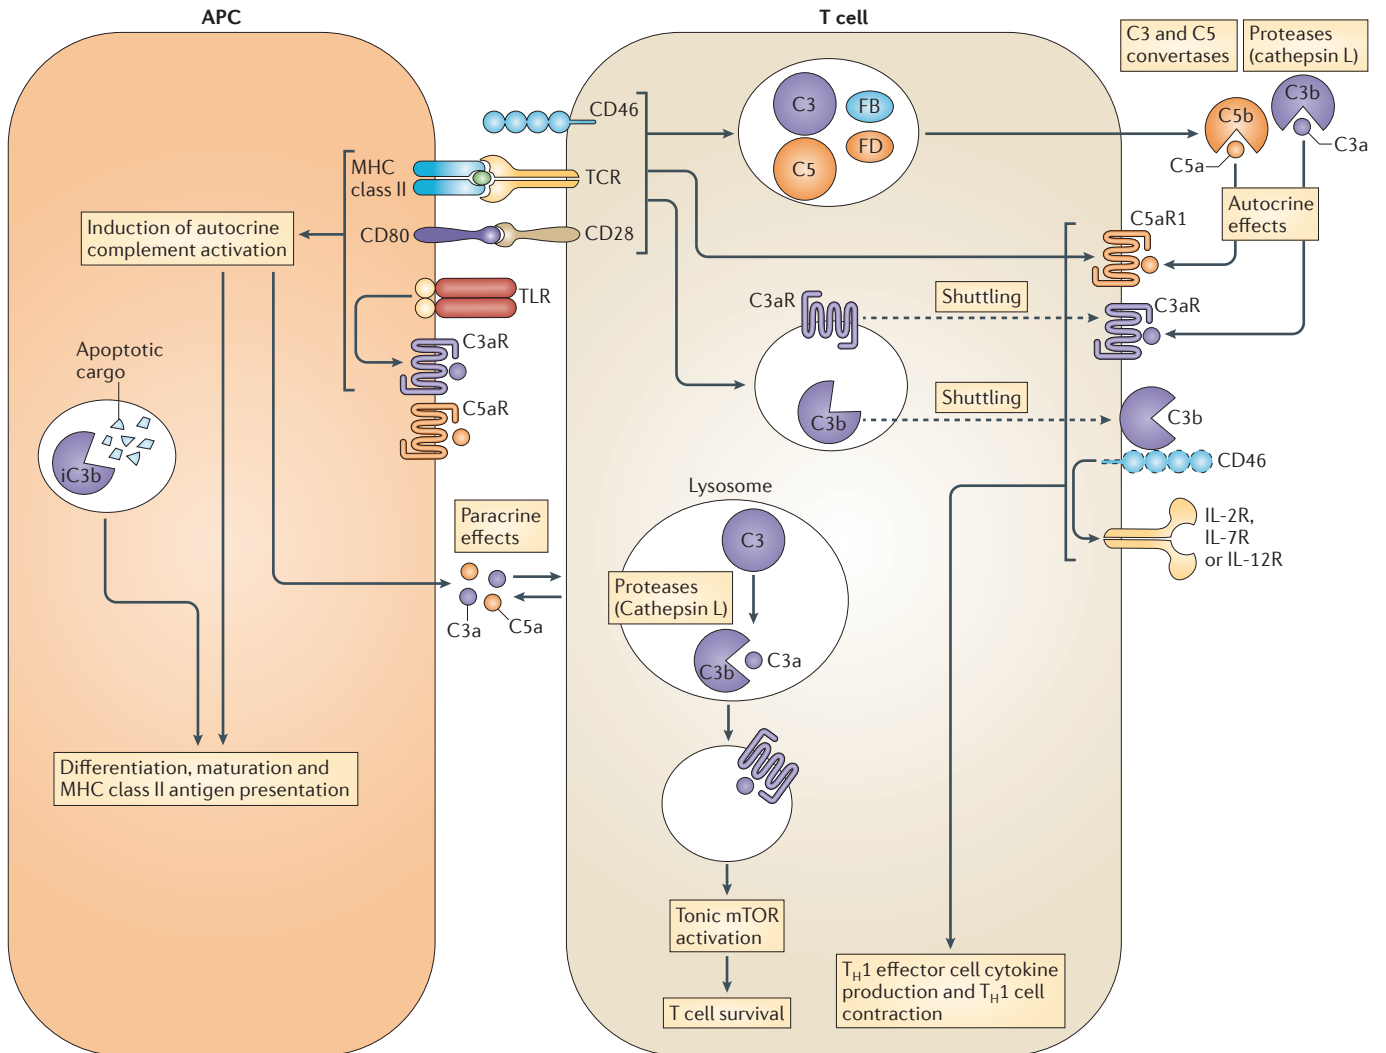 APC
T cell
C3 and C5
convertases
Proteases
(cathepsin L)
CD46
C3
FB
FD
C5
C5b
C3b
C5a
C3a
MHC
class II
TCR
CD80
CD28
Induction of autocrine
complement activation
Autocrine
effects
C5aR1
TLR
C3aR
Shuttling
C3aR
C3aR
C5aR
Apoptotic
cargo
iC3b
C3b
Shuttling
C3b
CD46
IL-2R,
IL-7R
or IL-12R
Paracrine
effects
C3a
C5a
Lysosome
C3
Proteases
(Cathepsin L)
C3b
C3a
Differentiation, maturation and
MHC class II antigen presentation
Tonic mTOR
activation
T cell survival
TH1 effector cell cytokine
production and TH1 cell
contraction